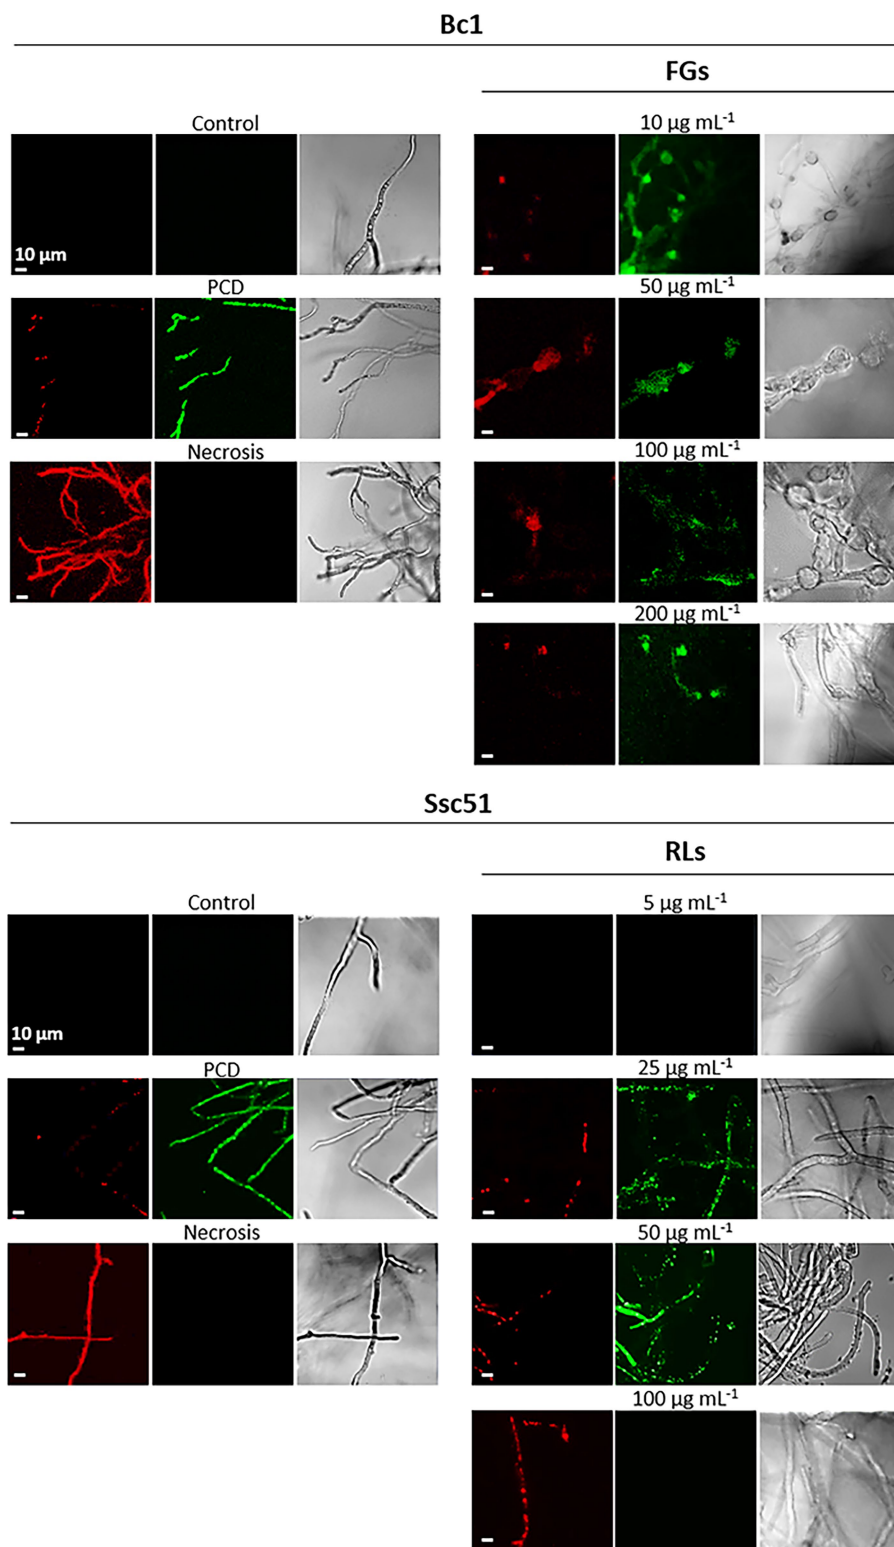 Bc1
FGs
Control
10 µg mL⁻¹
10 µm
PCD
50 µg mL⁻¹
Necrosis
100 µg mL⁻¹
200 µg mL⁻¹
Ssc51
RLs
Control
5 µg mL⁻¹
10 µm
PCD
25 µg mL⁻¹
Necrosis
50 µg mL⁻¹
100 µg mL⁻¹